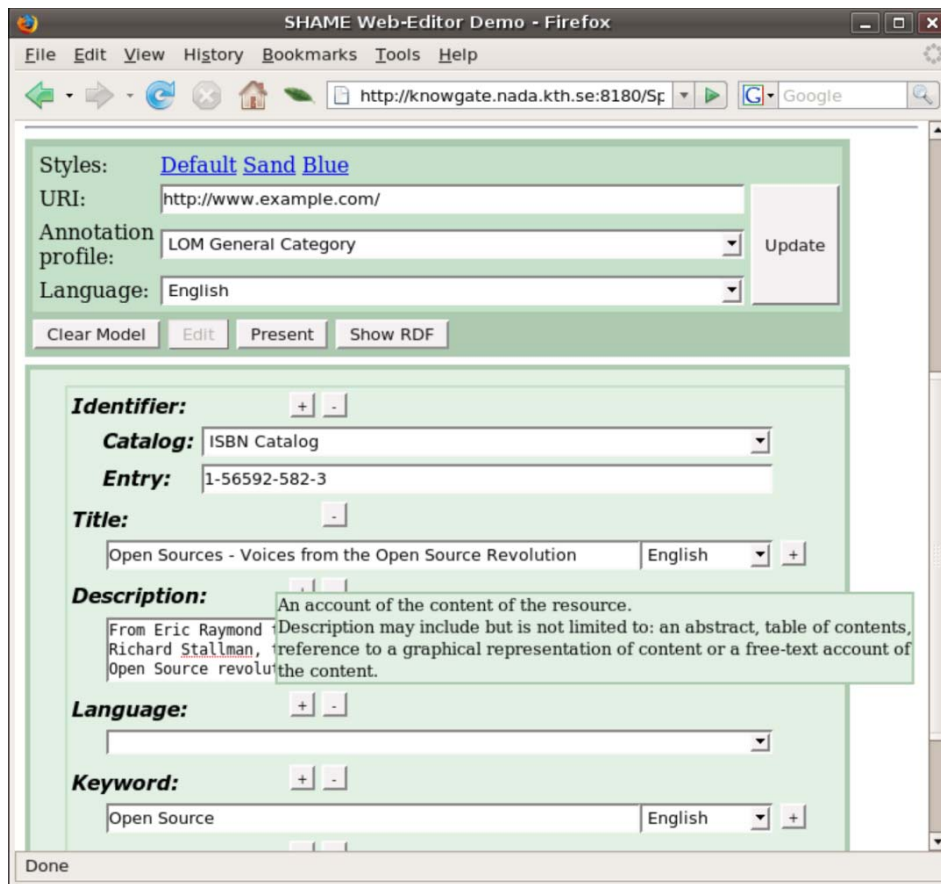 SHAME Web-Editor Demo - Firefox
File Edit View History Bookmarks Tools Help
http://knowgate.nada.kth.se:8180/Sp G Google
Styles: Default Sand Blue
URI: http://www.example.com/
Annotation profile: LOM General Category
Update
Language: English
Clear Model Edit Present Show RDF
Identifier: + -
Catalog: ISBN Catalog
Entry: 1-56592-582-3
Title: -
Open Sources - Voices from the Open Source Revolution English +
Description:
An account of the content of the resource.
Description may include but is not limited to: an abstract, table of contents,
reference to a graphical representation of content or a free-text account of
the content.
From Eric Raymond
Richard Stallman,
Open Source
Language: + -
Keyword: + -
Open Source English +
Done